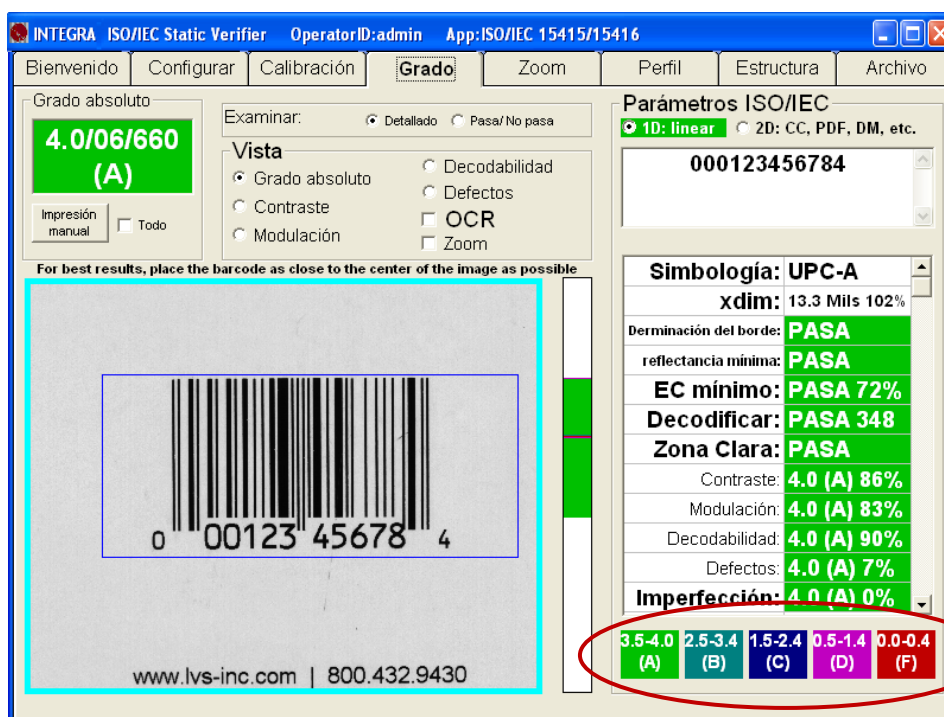 INTEGRA ISO/IEC Static Verifier OperatorID:admin App:ISO/IEC 15415/15416
Bienvenido Configurar Calibración Grado Zoom Perfil Estructura Archivo
Grado absoluto
4.0/06/660
(A)
Impresión
manual
Todo
Examinar: Detallado Pasa/ No pasa
Vista
Grado absoluto
Contraste
Modulación
Decodabilidad
Defectos
OCR
Zoom
For best results, place the barcode as close to the center of the image as possible
0 00123 45678 4
www.lvs-inc.com | 800.432.9430
Parámetros ISO/IEC
1D: linear 2D: CC, PDF, DM, etc.
000123456784
Simbología: UPC-A
xdim: 13.3 Mils 102%
Derminación del borde: PASA
reflectancia mínima: PASA
EC mínimo: PASA 72%
Decodificar: PASA 348
Zona Clara: PASA
Contraste: 4.0 (A) 86%
Modulación: 4.0 (A) 83%
Decodabilidad: 4.0 (A) 90%
Defectos: 4.0 (A) 7%
Imperfección: 4.0 (A) 0%
3.5-4.0 2.5-3.4 1.5-2.4 0.5-1.4 0.0-0.4
(A) (B) (C) (D) (F)